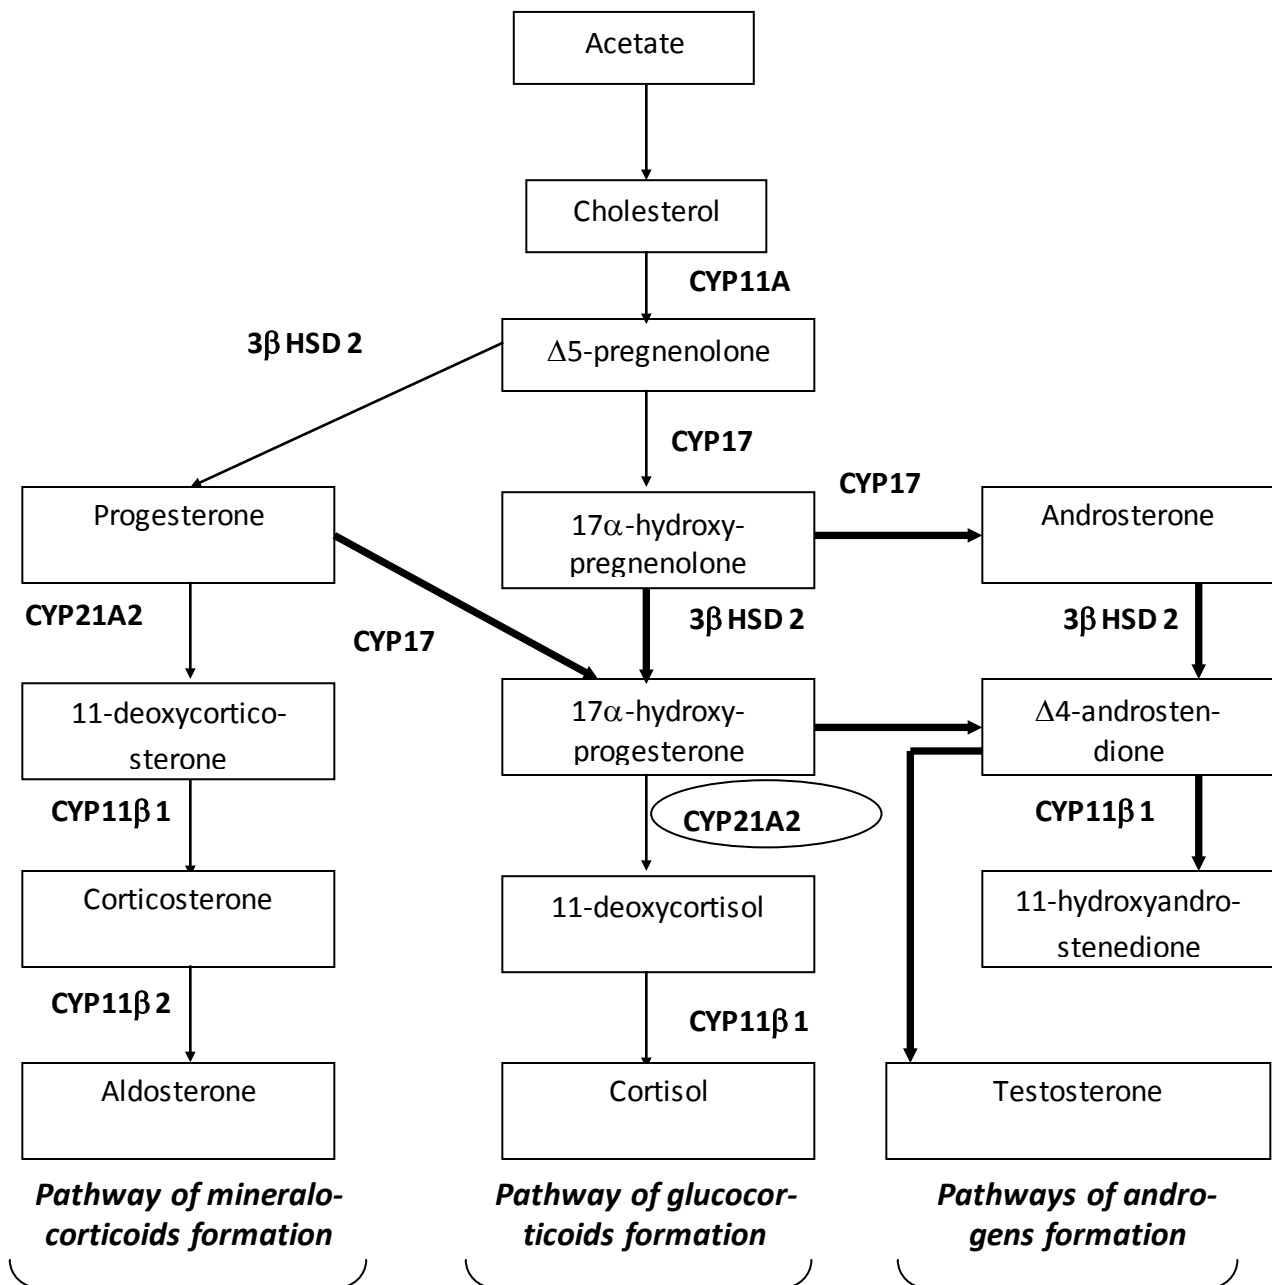 Acetate
Cholesterol
CYP11A
3β HSD 2
Δ5-pregnenolone
CYP17
CYP17
Progesterone
17α-hydroxy-
pregnenolone
Androsterone
CYP21A2
CYP17
3β HSD 2
3β HSD 2
11-deoxycortico-
sterone
17α-hydroxy-
progesterone
Δ4-androsten-
dione
CYP11β 1
CYP21A2
CYP11β 1
Corticosterone
11-deoxycortisol
11-hydroxyandro-
stenedione
CYP11β 2
CYP11β 1
Aldosterone
Cortisol
Testosterone
Pathway of mineralo-
corticoids formation
Pathway of glucocor-
ticoids formation
Pathways of andro-
gens formation